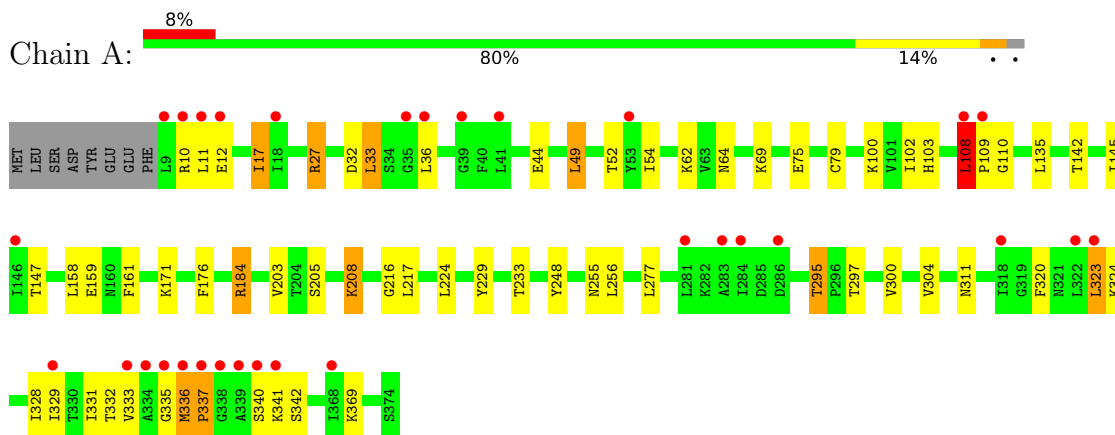 8%
Chain A:
80% 14% • •
MET LEU SER ASP TYR GLU GLU PHE L9 R10 L11 E12 I17 I18 R27 D32 L33 S34 G35 L36 G39 F40 L41 E44 L49 T52 Y53 I54 K62 V63 N64 K69 E75 C79 K100 V101 I102 H103 L108 P109 G110 L135 T142 I145
I146 T147 L158 E159 N160 F161 K171 F176 R184 V203 T204 S205 K208 G216 L217 L224 Y229 T233 Y248 N255 L256 L277 L281 K282 A283 I284 D285 D286 T295 P296 T297 V300 V304 N311 I318 G319 F320 N321 L322 L323 K324
I328 I329 T330 I331 T332 V333 A334 G335 M336 P337 G338 A339 S340 K341 S342 I368 K369 S374